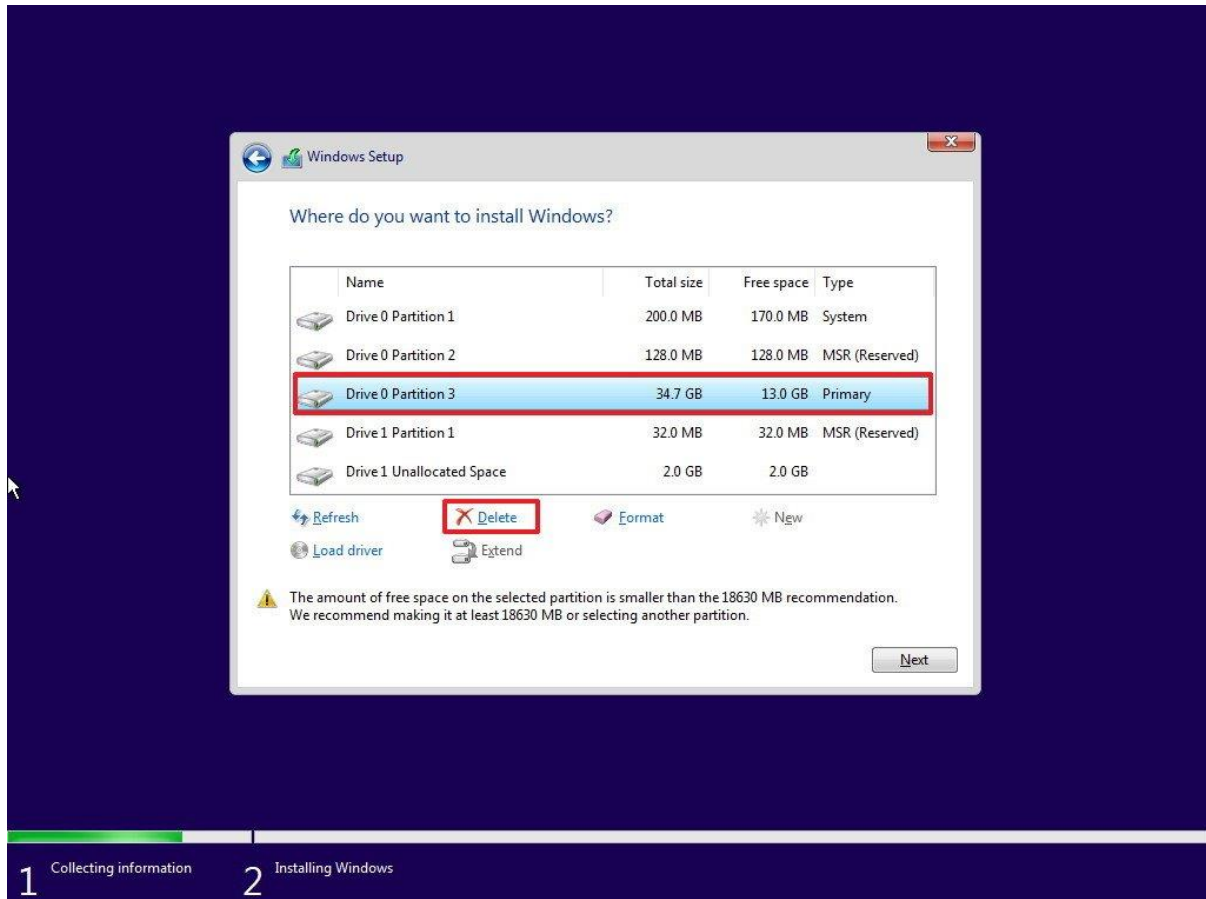 Windows Setup
Where do you want to install Windows?
Name Total size Free space Type
Drive 0 Partition 1 200.0 MB 170.0 MB System
Drive 0 Partition 2 128.0 MB 128.0 MB MSR (Reserved)
Drive 0 Partition 3 34.7 GB 13.0 GB Primary
Drive 1 Partition 1 32.0 MB 32.0 MB MSR (Reserved)
Drive 1 Unallocated Space 2.0 GB 2.0 GB
Refresh Delete Format New
Load driver Extend
The amount of free space on the selected partition is smaller than the 18630 MB recommendation.
We recommend making it at least 18630 MB or selecting another partition.
Next
1 Collecting information 2 Installing Windows